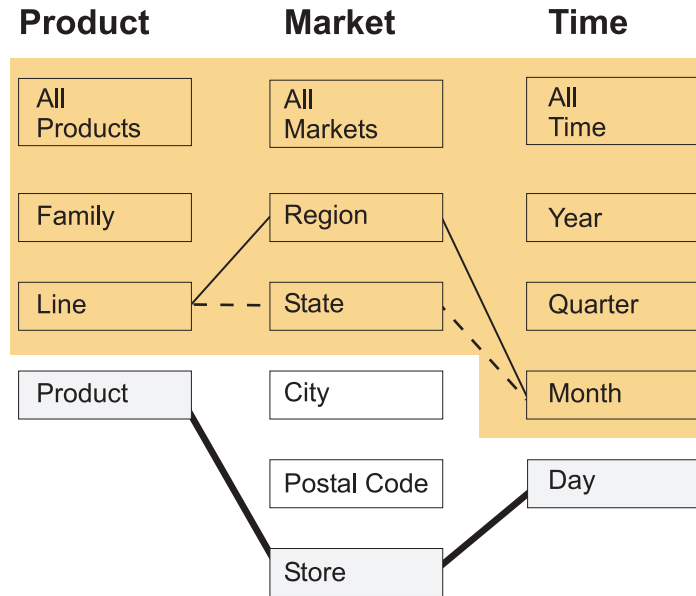 Product Market Time
All
Products
All
Markets
All
Time
Family Region Year
Line State Quarter
Product City Month
Postal Code Day
Store